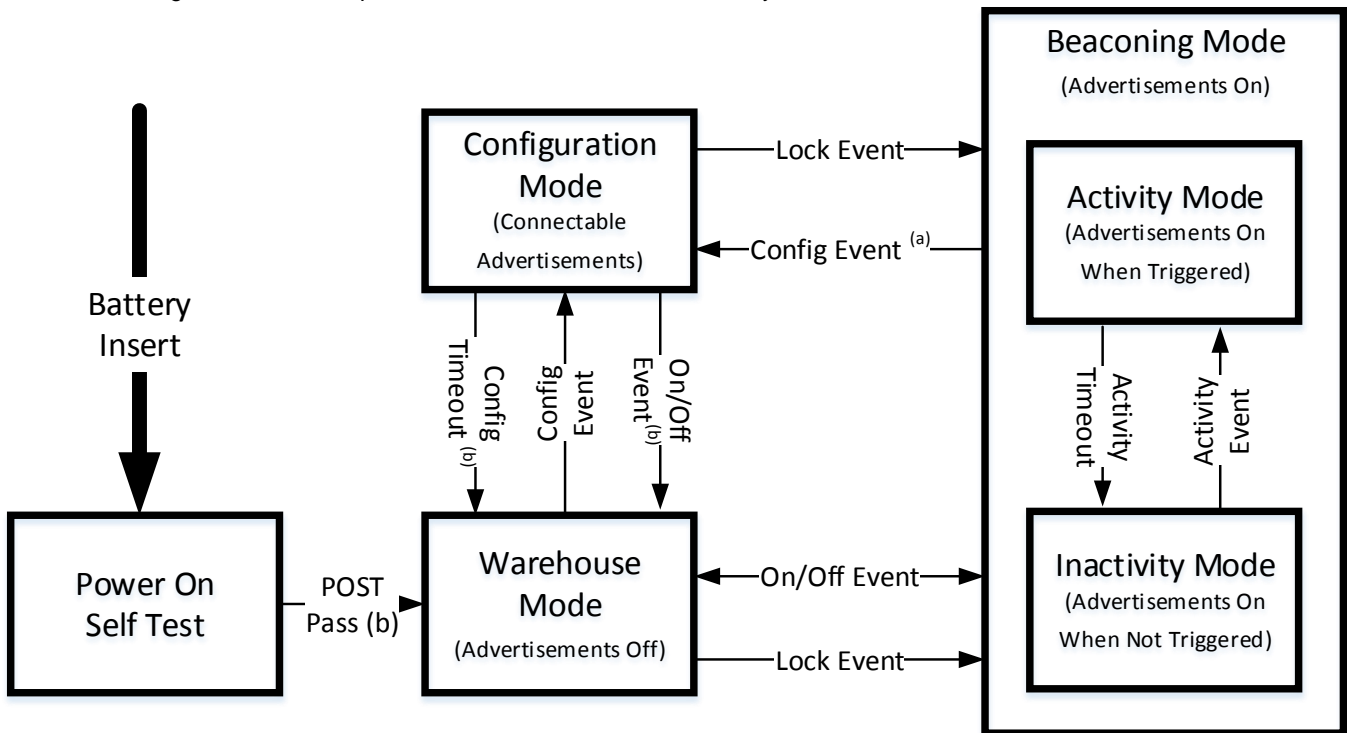 Beaconing Mode
(Advertisements On)
Configuration
Mode
(Connectable
Advertisements)
Lock Event
Config Event (a)
Activity Mode
(Advertisements On
When Triggered)
Battery
Insert
Config
Timeout (b)
Config
Event
On/Off
Event(b)
Activity
Timeout
Activity
Event
Power On
Self Test
POST
Pass (b)
Warehouse
Mode
(Advertisements Off)
On/Off Event
Lock Event
Inactivity Mode
(Advertisements On
When Not Triggered)